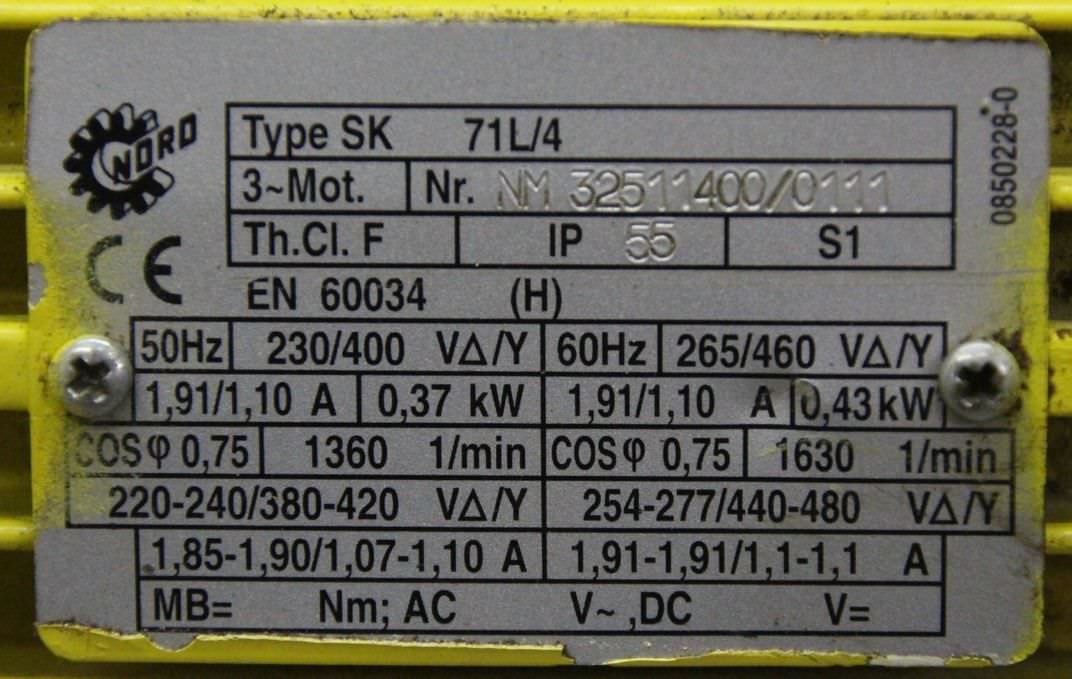 NORD
Type SK 71L/4
3~Mot. Nr. NM 32511400/0111
Th.Cl. F IP 55 S1
CE EN 60034 (H)
50Hz 230/400 VΔ/Y 60Hz 265/460 VΔ/Y
1,91/1,10 A 0,37 kW 1,91/1,10 A 0,43kW
COSφ 0,75 1360 1/min COSφ 0,75 1630 1/min
220-240/380-420 VΔ/Y 254-277/440-480 VΔ/Y
1,85-1,90/1,07-1,10 A 1,91-1,91/1,1-1,1 A
MB= Nm; AC V~ ,DC V=
0850228-0